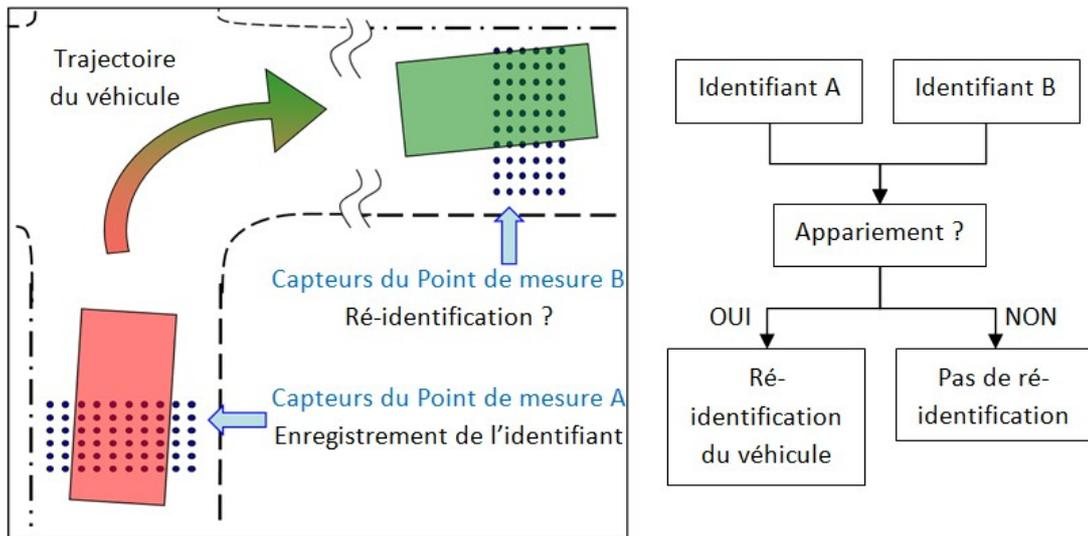 Trajectoire
du véhicule
Capteurs du Point de mesure B
Ré-identification ?
Capteurs du Point de mesure A
Enregistrement de l'identifiant
Identifiant A
Identifiant B
Appariement ?
OUI
NON
Ré-
identification
du véhicule
Pas de ré-
identification